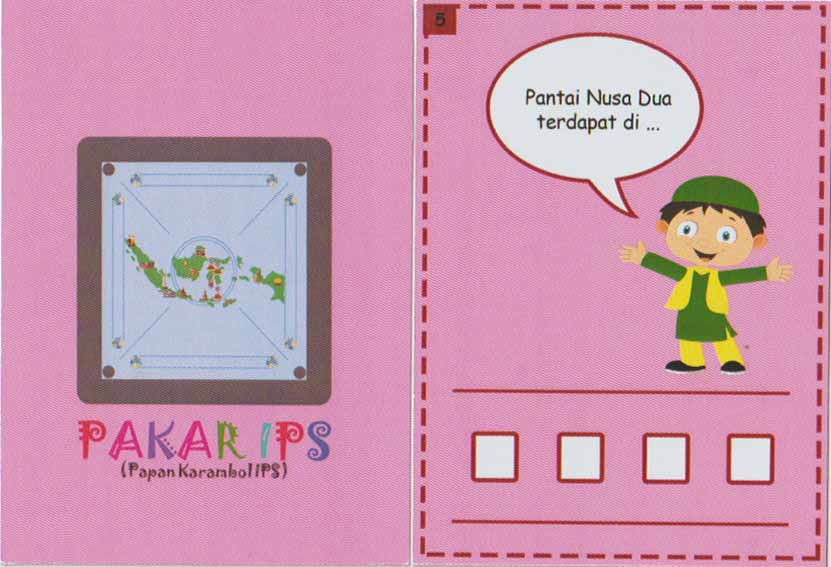 PAKAR IPS
(Papan Karambol IPS)
5
Pantai Nusa Dua
terdapat di ...